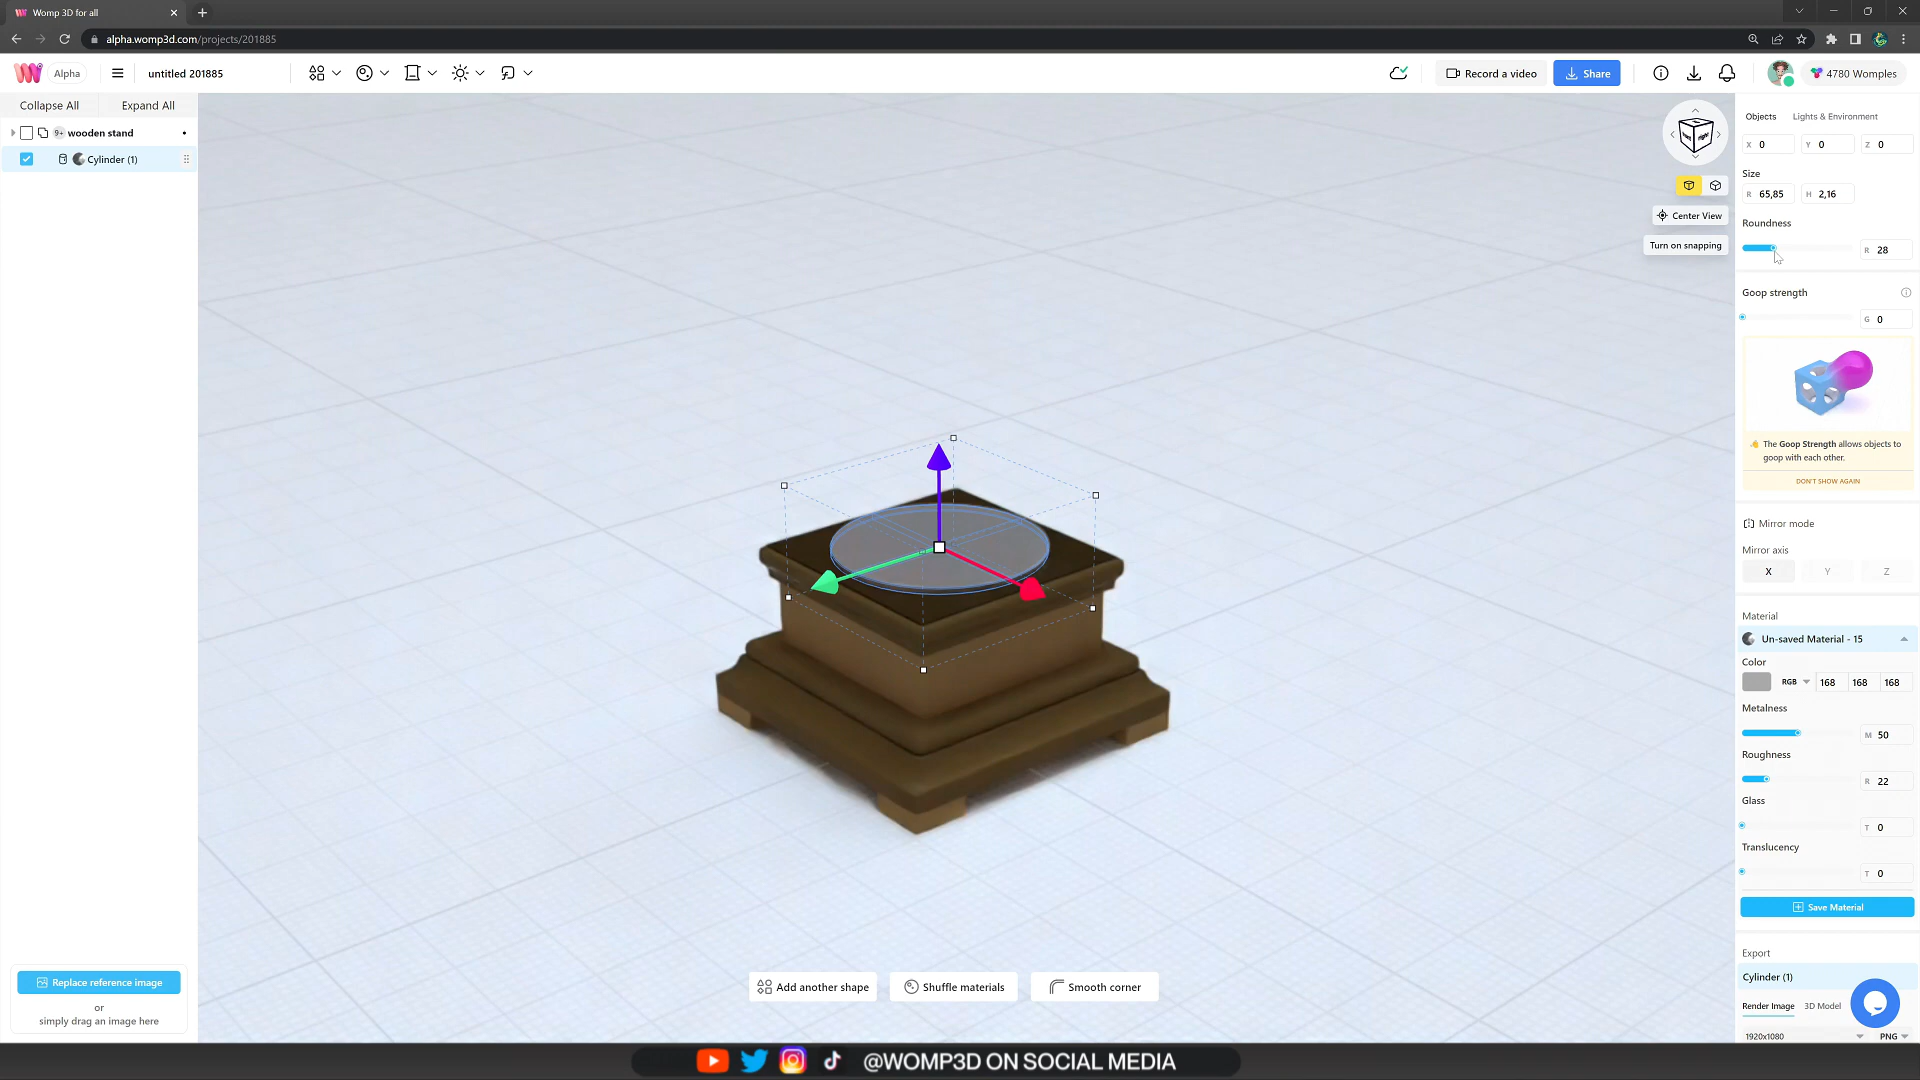 Womp 3D for all
alpha.womp3d.com/projects/201885
Alpha
untitled 201885
Record a video
Share
4780 Womples
Collapse All
Expand All
9+ wooden stand
Cylinder (1)
Center View
Turn on snapping
Objects
Lights & Environment
X 0
Y 0
Z 0
Size
R 65,85
H 2,16
Roundness
R 28
Goop strength
G 0
The Goop Strength allows objects to
goop with each other.
DON'T SHOW AGAIN
Mirror mode
Mirror axis
X
Y
Z
Material
Un-saved Material - 15
Color
RGB
168
168
168
Metalness
M 50
Roughness
R 22
Glass
T 0
Translucency
T 0
Save Material
Export
Cylinder (1)
Render Image
3D Model
1920x1080
PNG
Replace reference image
or
simply drag an image here
Add another shape
Shuffle materials
Smooth corner
@WOMP3D ON SOCIAL MEDIA